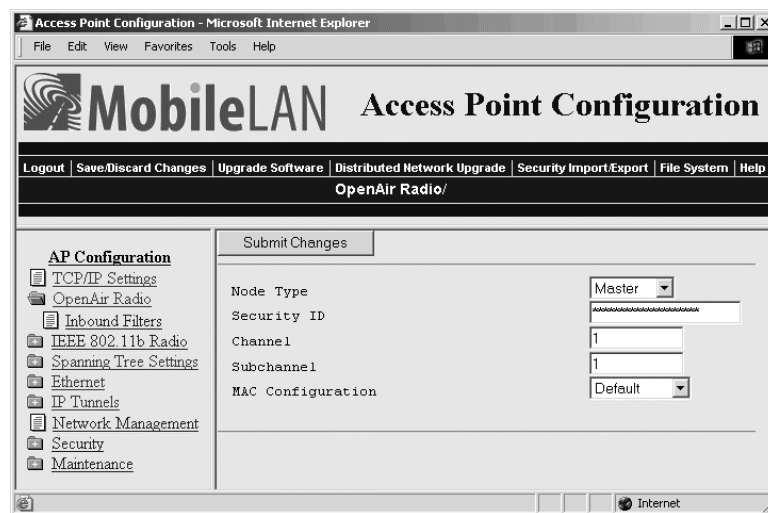 Access Point Configuration - Microsoft Internet Explorer
File Edit View Favorites Tools Help
MobileLAN Access Point Configuration
Logout | Save/Discard Changes | Upgrade Software | Distributed Network Upgrade | Security Import/Export | File System | Help
OpenAir Radio/
Submit Changes
AP Configuration
TCP/IP Settings
OpenAir Radio
Inbound Filters
IEEE 802.11b Radio
Spanning Tree Settings
Ethernet
IP Tunnels
Network Management
Security
Maintenance
Node Type Master
Security ID
Channel 1
Subchannel 1
MAC Configuration Default
Internet